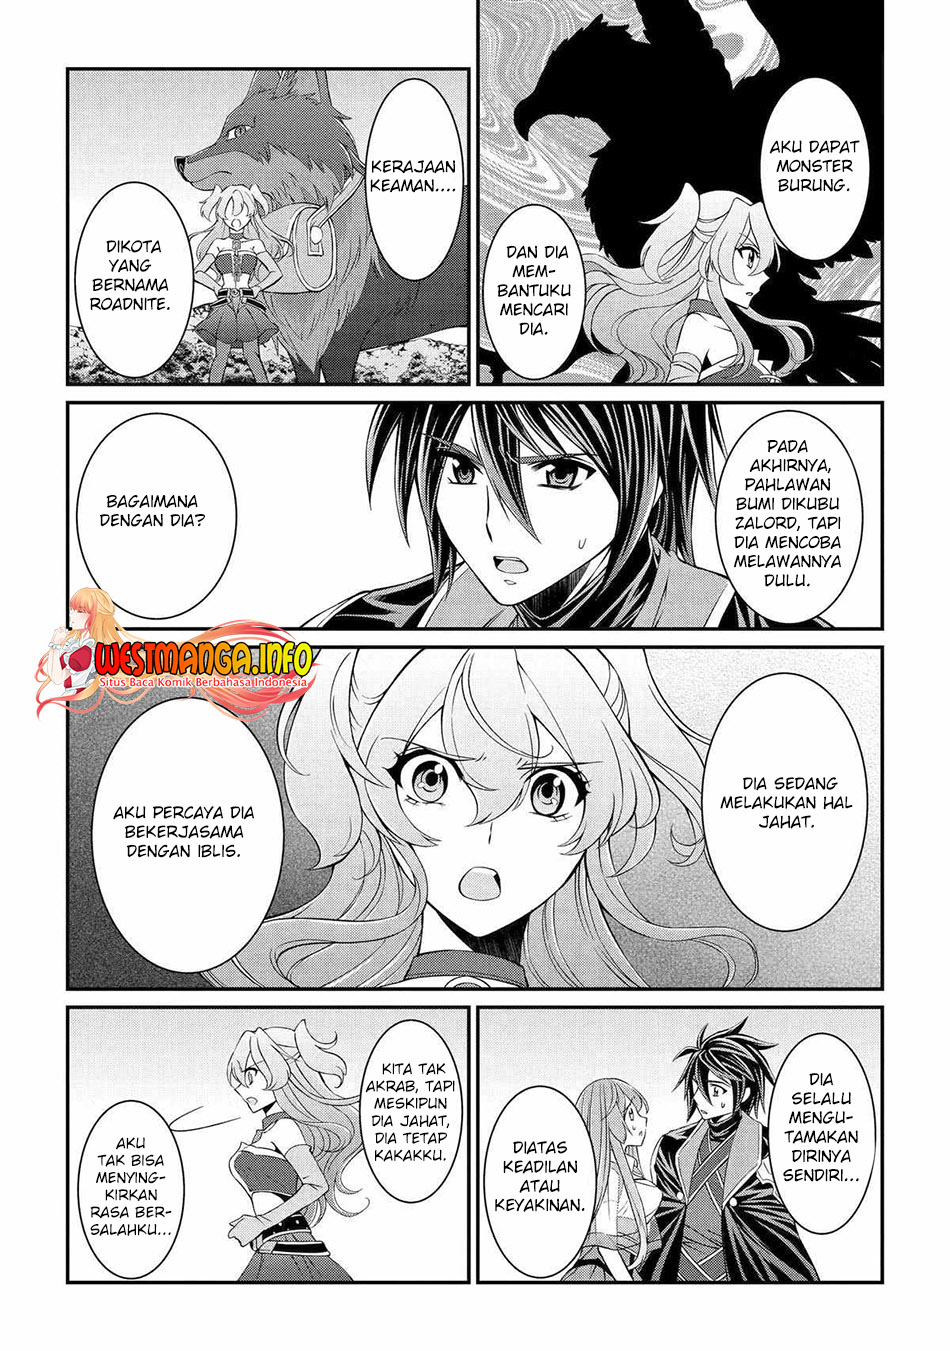 AKU DAPAT
MONSTER
BURUNG.
DAN DIA
MEM-
BANTUKU
MENCARI
DIA.
KERAJAAN
KEAMAN....
DIKOTA
YANG
BERNAMA
ROADNITE.
PADA
AKHIRNYA,
PAHLAWAN
BUMI DIKUBU
ZALORD, TAPI
DIA MENCOBA
MELAWANNYA
DULU.
BAGAIMANA
DENGAN DIA?
WESTMANGA.INFO
Situs Baca Komik Berbahasa Indonesia
DIA SEDANG
MELAKUKAN HAL
JAHAT.
AKU PERCAYA DIA
BEKERJASAMA
DENGAN IBLIS.
DIA
SELALU
MENGU-
TAMAKAN
DIRINYA
SENDIRI...
DIATAS
KEADILAN
ATAU
KEYAKINAN.
KITA TAK
AKRAB, TAPI
MESKIPUN
DIA JAHAT,
DIA TETAP
KAKAKKU.
AKU
TAK BISA
MENYING-
KIRKAN
RASA BER-
SALAHKU...